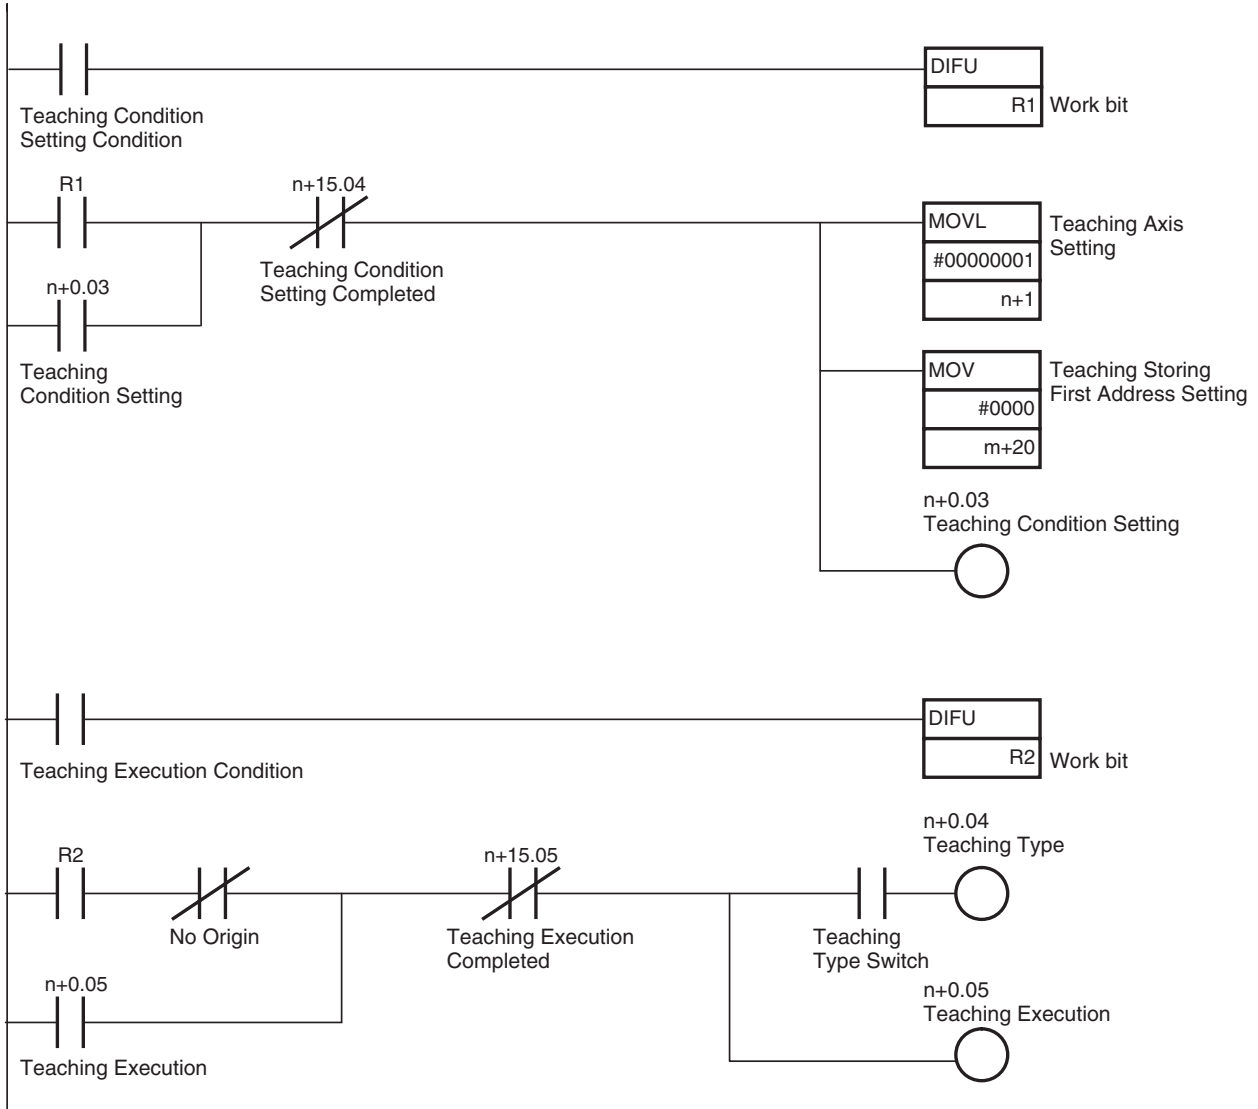 DIFU
R1 Work bit
Teaching Condition
Setting Condition
R1
n+15.04
MOVL
#00000001
n+1
Teaching Axis
Setting
Teaching Condition
Setting Completed
n+0.03
Teaching
Condition Setting
MOV
#0000
m+20
Teaching Storing
First Address Setting
n+0.03
Teaching Condition Setting
DIFU
R2 Work bit
Teaching Execution Condition
n+0.04
Teaching Type
R2
n+15.05
No Origin
Teaching Execution
Completed
Teaching
Type Switch
n+0.05
Teaching Execution
n+0.05
Teaching Execution